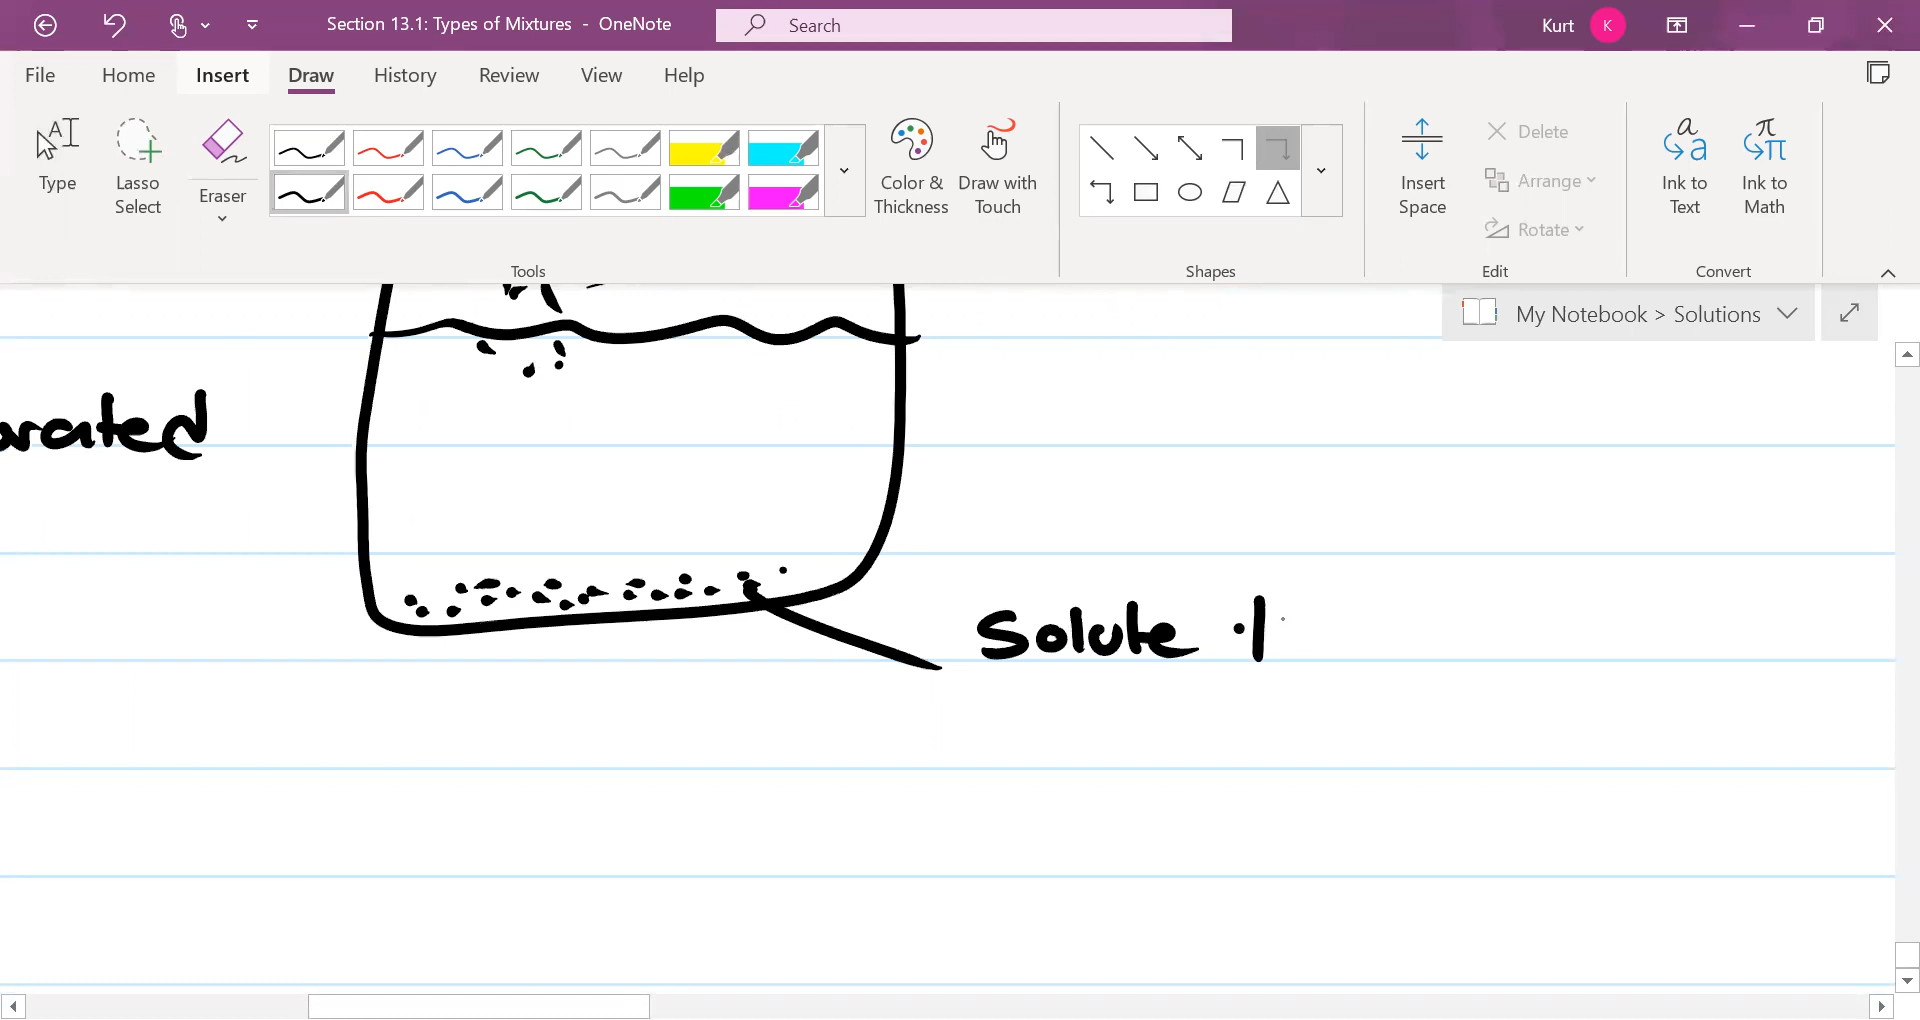 Section 13.1: Types of Mixtures - OneNote
Search
Kurt K
File Home Insert Draw History Review View Help
Type
Lasso Select
Eraser
Color & Thickness
Draw with Touch
Insert Space
Delete
Arrange
Rotate
Ink to Text
Ink to Math
Tools Shapes Edit Convert
My Notebook > Solutions
arated
Solute